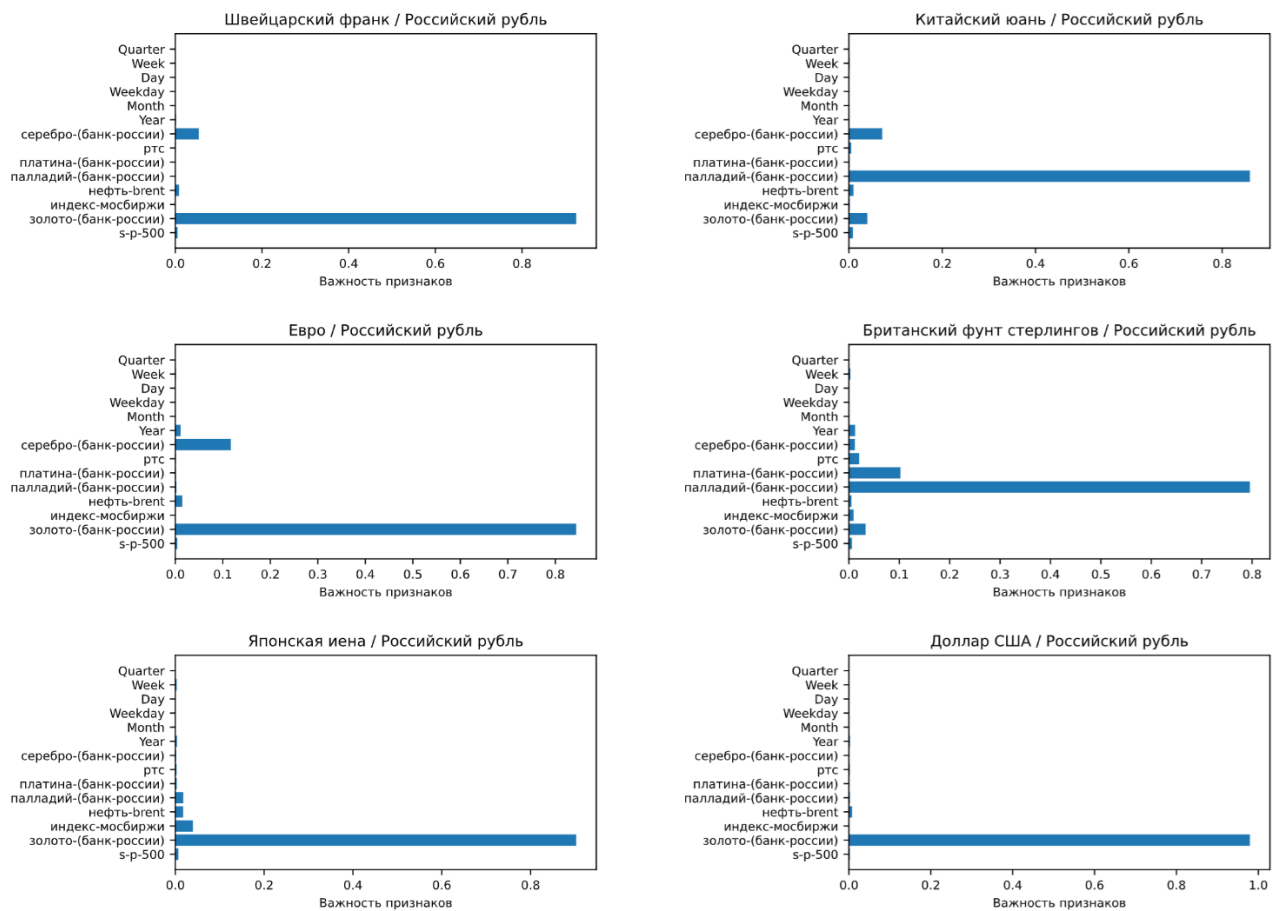 Швейцарский франк / Российский рубль
Quarter
Week
Day
Weekday
Month
Year
серебро-(банк-россии)
ртс
платина-(банк-россии)
палладий-(банк-россии)
нефть-brent
индекс-мосбиржи
золото-(банк-россии)
s-p-500
0.0 0.2 0.4 0.6 0.8
Важность признаков
Китайский юань / Российский рубль
Quarter
Week
Day
Weekday
Month
Year
серебро-(банк-россии)
ртс
платина-(банк-россии)
палладий-(банк-россии)
нефть-brent
индекс-мосбиржи
золото-(банк-россии)
s-p-500
0.0 0.2 0.4 0.6 0.8
Важность признаков
Евро / Российский рубль
Quarter
Week
Day
Weekday
Month
Year
серебро-(банк-россии)
ртс
платина-(банк-россии)
палладий-(банк-россии)
нефть-brent
индекс-мосбиржи
золото-(банк-россии)
s-p-500
0.0 0.1 0.2 0.3 0.4 0.5 0.6 0.7 0.8
Важность признаков
Британский фунт стерлингов / Российский рубль
Quarter
Week
Day
Weekday
Month
Year
серебро-(банк-россии)
ртс
платина-(банк-россии)
палладий-(банк-россии)
нефть-brent
индекс-мосбиржи
золото-(банк-россии)
s-p-500
0.0 0.1 0.2 0.3 0.4 0.5 0.6 0.7 0.8
Важность признаков
Японская иена / Российский рубль
Quarter
Week
Day
Weekday
Month
Year
серебро-(банк-россии)
ртс
платина-(банк-россии)
палладий-(банк-россии)
нефть-brent
индекс-мосбиржи
золото-(банк-россии)
s-p-500
0.0 0.2 0.4 0.6 0.8
Важность признаков
Доллар США / Российский рубль
Quarter
Week
Day
Weekday
Month
Year
серебро-(банк-россии)
ртс
платина-(банк-россии)
палладий-(банк-россии)
нефть-brent
индекс-мосбиржи
золото-(банк-россии)
s-p-500
0.0 0.2 0.4 0.6 0.8 1.0
Важность признаков